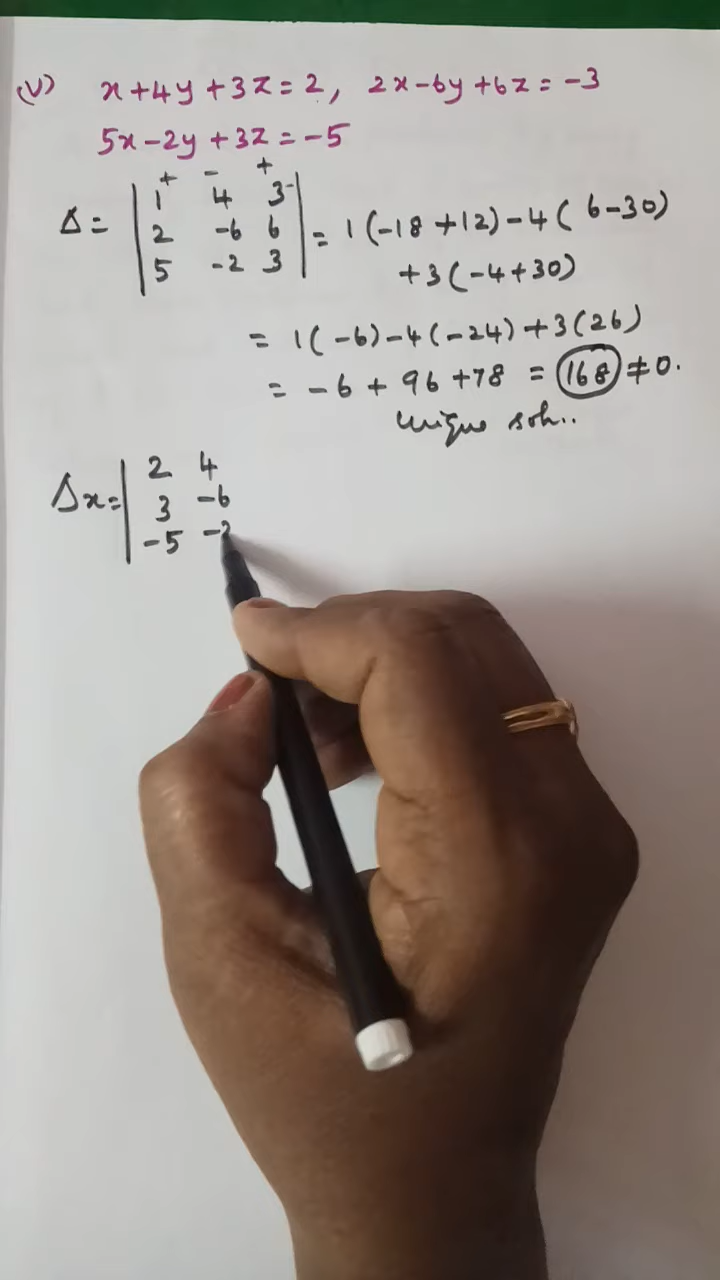 (V) x+4y+3z=2, 2x-6y+6z=-3
5x-2y+3z=-5
+ - +
Δ= | 1 4 3 | = 1(-18+12)-4(6-30)
2 -6 6
5 -2 3 +3(-4+30)
= 1(-6)-4(-24)+3(26)
= -6+96+78 = 168 ≠0.
unique soln..
2 4
Δx= | 3 -6
-5 -2